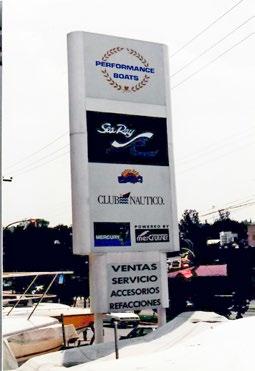 PERFORMANCE
BOATS
Sea Ray
CLUB NAUTICO.
MERCURY
POWERED BY
MerCruiser
VENTAS
SERVICIO
ACCESORIOS
REFACCIONES